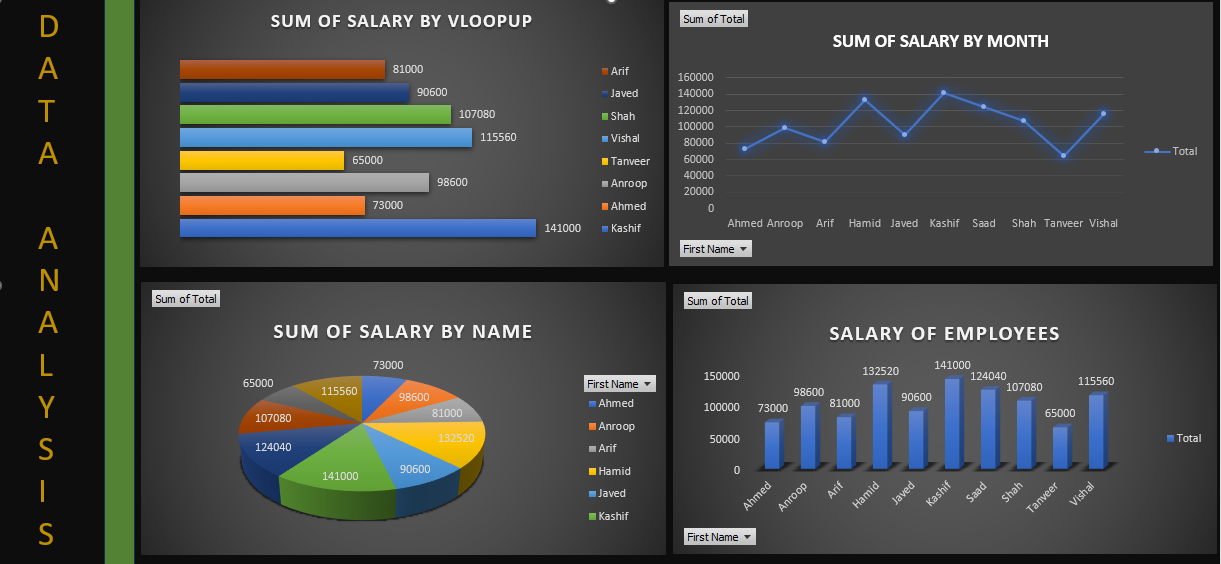 DATA ANALYSIS
SUM OF SALARY BY VLOOPUP
81000
90600
107080
115560
65000
98600
73000
141000
Arif
Javed
Shah
Vishal
Tanveer
Anroop
Ahmed
Kashif
Sum of Total
SUM OF SALARY BY MONTH
160000
140000
120000
100000
80000
60000
40000
20000
0
Ahmed Anroop Arif Hamid Javed Kashif Saad Shah Tanveer Vishal
Total
First Name
Sum of Total
SUM OF SALARY BY NAME
73000
98600
81000
132520
90600
141000
124040
107080
65000
115560
First Name
Ahmed
Anroop
Arif
Hamid
Javed
Kashif
Sum of Total
SALARY OF EMPLOYEES
150000
100000
50000
0
73000
98600
81000
132520
90600
141000
124040
107080
65000
115560
Ahmed
Anroop
Arif
Hamid
Javed
Kashif
Saad
Shah
Tanveer
Vishal
Total
First Name